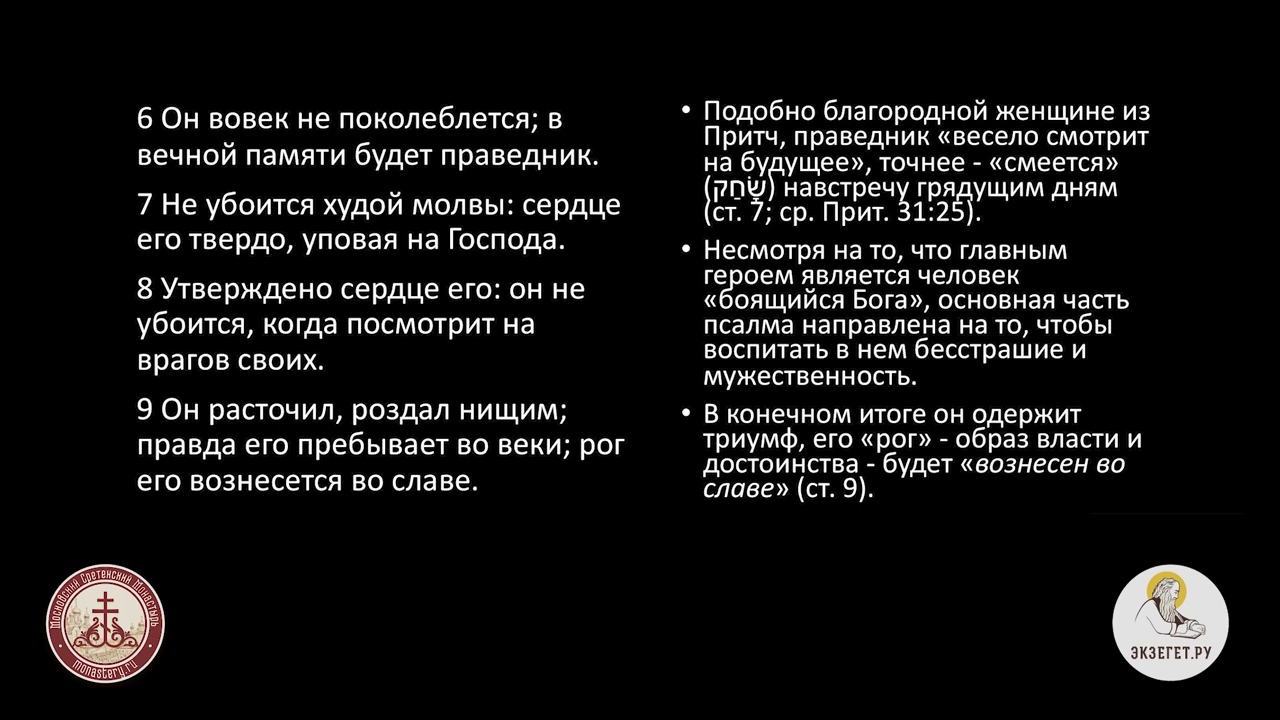 6 Он вовек не поколеблется; в
вечной памяти будет праведник.
7 Не убоится худой молвы: сердце
его твердо, уповая на Господа.
8 Утверждено сердце его: он не
убоится, когда посмотрит на
врагов своих.
9 Он расточил, роздал нищим;
правда его пребывает во веки; рог
его вознесется во славе.
• Подобно благородной женщине из
Притч, праведник «весело смотрит
на будущее», точнее - «смеется»
(שָׂחַק) навстречу грядущим дням
(ст. 7; ср. Прит. 31:25).
• Несмотря на то, что главным
героем является человек
«боящийся Бога», основная часть
псалма направлена на то, чтобы
воспитать в нем бесстрашие и
мужественность.
• В конечном итоге он одержит
триумф, его «рог» - образ власти и
достоинства - будет «вознесен во
славе» (ст. 9).
Московский Сретенский Монастырь
monastery.ru
ЭКЗЕГЕТ.РУ